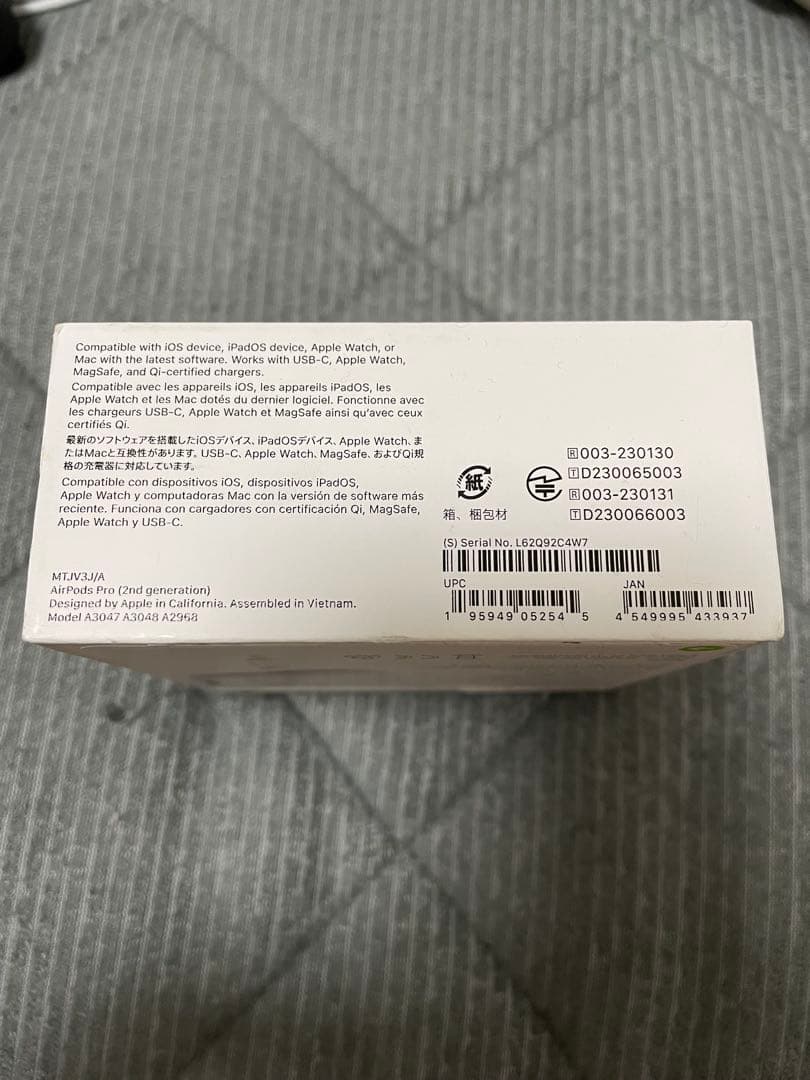 Compatible with iOS device, iPadOS device, Apple Watch, or
Mac with the latest software. Works with USB-C, Apple Watch,
MagSafe, and Qi-certified chargers.
Compatible avec les appareils iOS, les appareils iPadOS, les
Apple Watch et les Mac dotés du dernier logiciel. Fonctionne avec
les chargeurs USB-C, Apple Watch et MagSafe ainsi qu'avec ceux
certifiés Qi.
最新のソフトウェアを搭載したiOSデバイス、iPadOSデバイス、Apple Watch、ま
たはMacと互換性があります。USB-C、Apple Watch、MagSafe、およびQi規
格の充電器に対応しています。
Compatible con dispositivos iOS, dispositivos iPadOS,
Apple Watch y computadoras Mac con la versión de software más
reciente. Funciona con cargadores con certificación Qi, MagSafe,
Apple Watch y USB-C.
MTJV3J/A
AirPods Pro (2nd generation)
Designed by Apple in California. Assembled in Vietnam.
Model A3047 A3048 A2968
紙
箱、梱包材
R 003-230130
T D230065003
R 003-230131
T D230066003
(S) Serial No. L62Q92C4W7
UPC
1 95949 05254 5
JAN
4 549995 433937